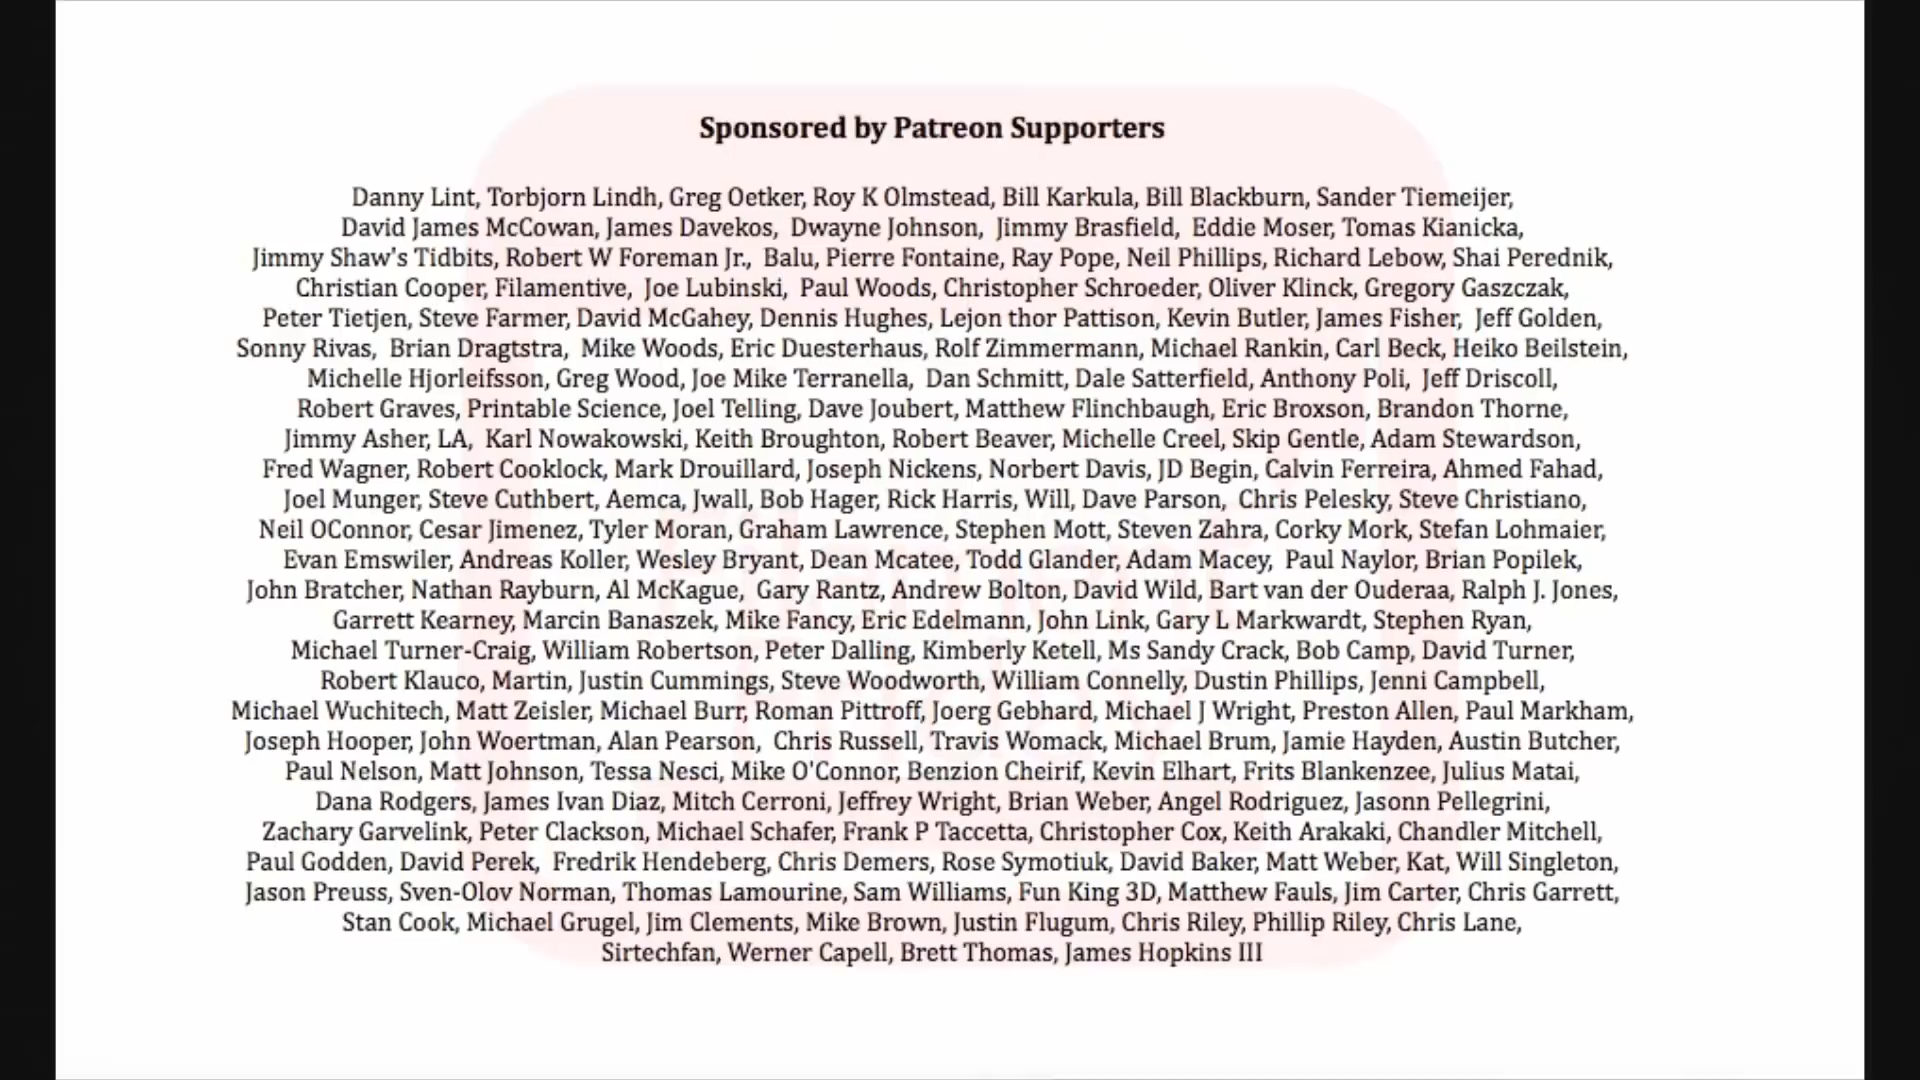 Sponsored by Patreon Supporters
Danny Lint, Torbjorn Lindh, Greg Oetker, Roy K Olmstead, Bill Karkula, Bill Blackburn, Sander Tiemeijer,
David James McCowan, James Davekos, Dwayne Johnson, Jimmy Brasfield, Eddie Moser, Tomas Kianicka,
Jimmy Shaw's Tidbits, Robert W Foreman Jr., Balu, Pierre Fontaine, Ray Pope, Neil Phillips, Richard Lebow, Shai Perednik,
Christian Cooper, Filamentive, Joe Lubinski, Paul Woods, Christopher Schroeder, Oliver Klinck, Gregory Gaszczak,
Peter Tietjen, Steve Farmer, David McGahey, Dennis Hughes, Lejon thor Pattison, Kevin Butler, James Fisher, Jeff Golden,
Sonny Rivas, Brian Dragtstra, Mike Woods, Eric Duesterhaus, Rolf Zimmermann, Michael Rankin, Carl Beck, Heiko Beilstein,
Michelle Hjorleifsson, Greg Wood, Joe Mike Terranella, Dan Schmitt, Dale Satterfield, Anthony Poli, Jeff Driscoll,
Robert Graves, Printable Science, Joel Telling, Dave Joubert, Matthew Flinchbaugh, Eric Broxson, Brandon Thorne,
Jimmy Asher, LA, Karl Nowakowski, Keith Broughton, Robert Beaver, Michelle Creel, Skip Gentle, Adam Stewardson,
Fred Wagner, Robert Cooklock, Mark Drouillard, Joseph Nickens, Norbert Davis, JD Begin, Calvin Ferreira, Ahmed Fahad,
Joel Munger, Steve Cuthbert, Aemca, Jwall, Bob Hager, Rick Harris, Will, Dave Parson, Chris Pelesky, Steve Christiano,
Neil OConnor, Cesar Jimenez, Tyler Moran, Graham Lawrence, Stephen Mott, Steven Zahra, Corky Mork, Stefan Lohmaier,
Evan Emswiler, Andreas Koller, Wesley Bryant, Dean Mcatee, Todd Glander, Adam Macey, Paul Naylor, Brian Popilek,
John Bratcher, Nathan Rayburn, Al McKague, Gary Rantz, Andrew Bolton, David Wild, Bart van der Ouderaa, Ralph J. Jones,
Garrett Kearney, Marcin Banaszek, Mike Fancy, Eric Edelmann, John Link, Gary L Markwardt, Stephen Ryan,
Michael Turner-Craig, William Robertson, Peter Dalling, Kimberly Ketell, Ms Sandy Crack, Bob Camp, David Turner,
Robert Klauco, Martin, Justin Cummings, Steve Woodworth, William Connelly, Dustin Phillips, Jenni Campbell,
Michael Wuchitech, Matt Zeisler, Michael Burr, Roman Pittroff, Joerg Gebhard, Michael J Wright, Preston Allen, Paul Markham,
Joseph Hooper, John Woertman, Alan Pearson, Chris Russell, Travis Womack, Michael Brum, Jamie Hayden, Austin Butcher,
Paul Nelson, Matt Johnson, Tessa Nesci, Mike O'Connor, Benzion Cheirif, Kevin Elhart, Frits Blankenzee, Julius Matai,
Dana Rodgers, James Ivan Diaz, Mitch Cerroni, Jeffrey Wright, Brian Weber, Angel Rodriguez, Jasonn Pellegrini,
Zachary Garvelink, Peter Clackson, Michael Schafer, Frank P Taccetta, Christopher Cox, Keith Arakaki, Chandler Mitchell,
Paul Godden, David Perek, Fredrik Hendeberg, Chris Demers, Rose Symotiuk, David Baker, Matt Weber, Kat, Will Singleton,
Jason Preuss, Sven-Olov Norman, Thomas Lamourine, Sam Williams, Fun King 3D, Matthew Fauls, Jim Carter, Chris Garrett,
Stan Cook, Michael Grugel, Jim Clements, Mike Brown, Justin Flugum, Chris Riley, Phillip Riley, Chris Lane,
Sirtechfan, Werner Capell, Brett Thomas, James Hopkins III